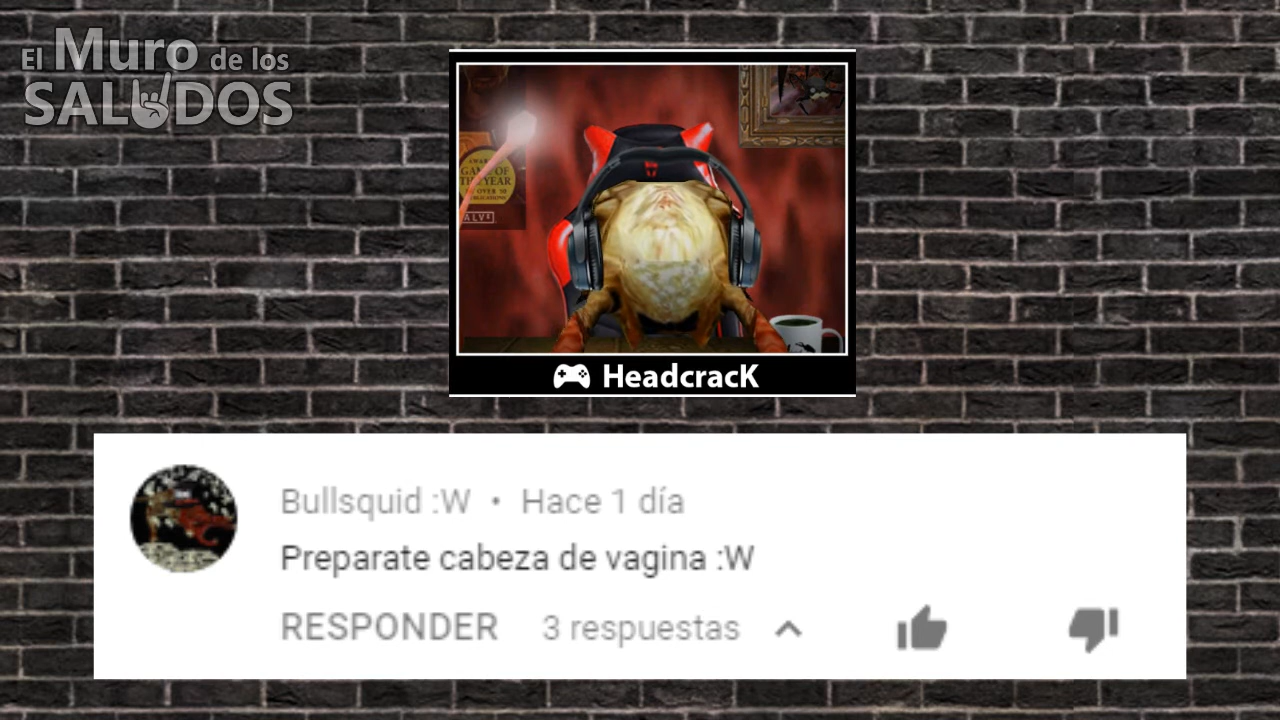 El Muro de los
SALUDOS
GAME OF
THE YEAR
HeadcracK
Bullsquid :W • Hace 1 día
Preparate cabeza de vagina :W
RESPONDER 3 respuestas